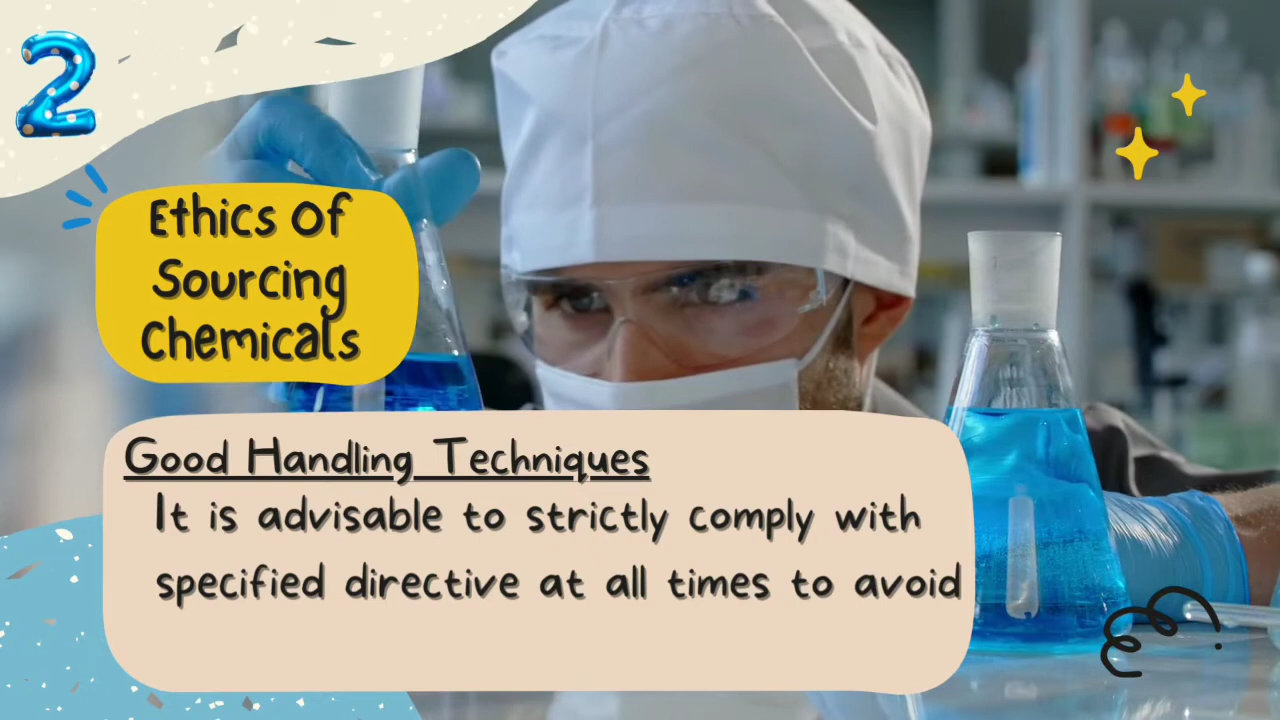 2
Ethics Of
Sourcing
Chemicals
Good Handling Techniques
It is advisable to strictly comply with
specified directive at all times to avoid